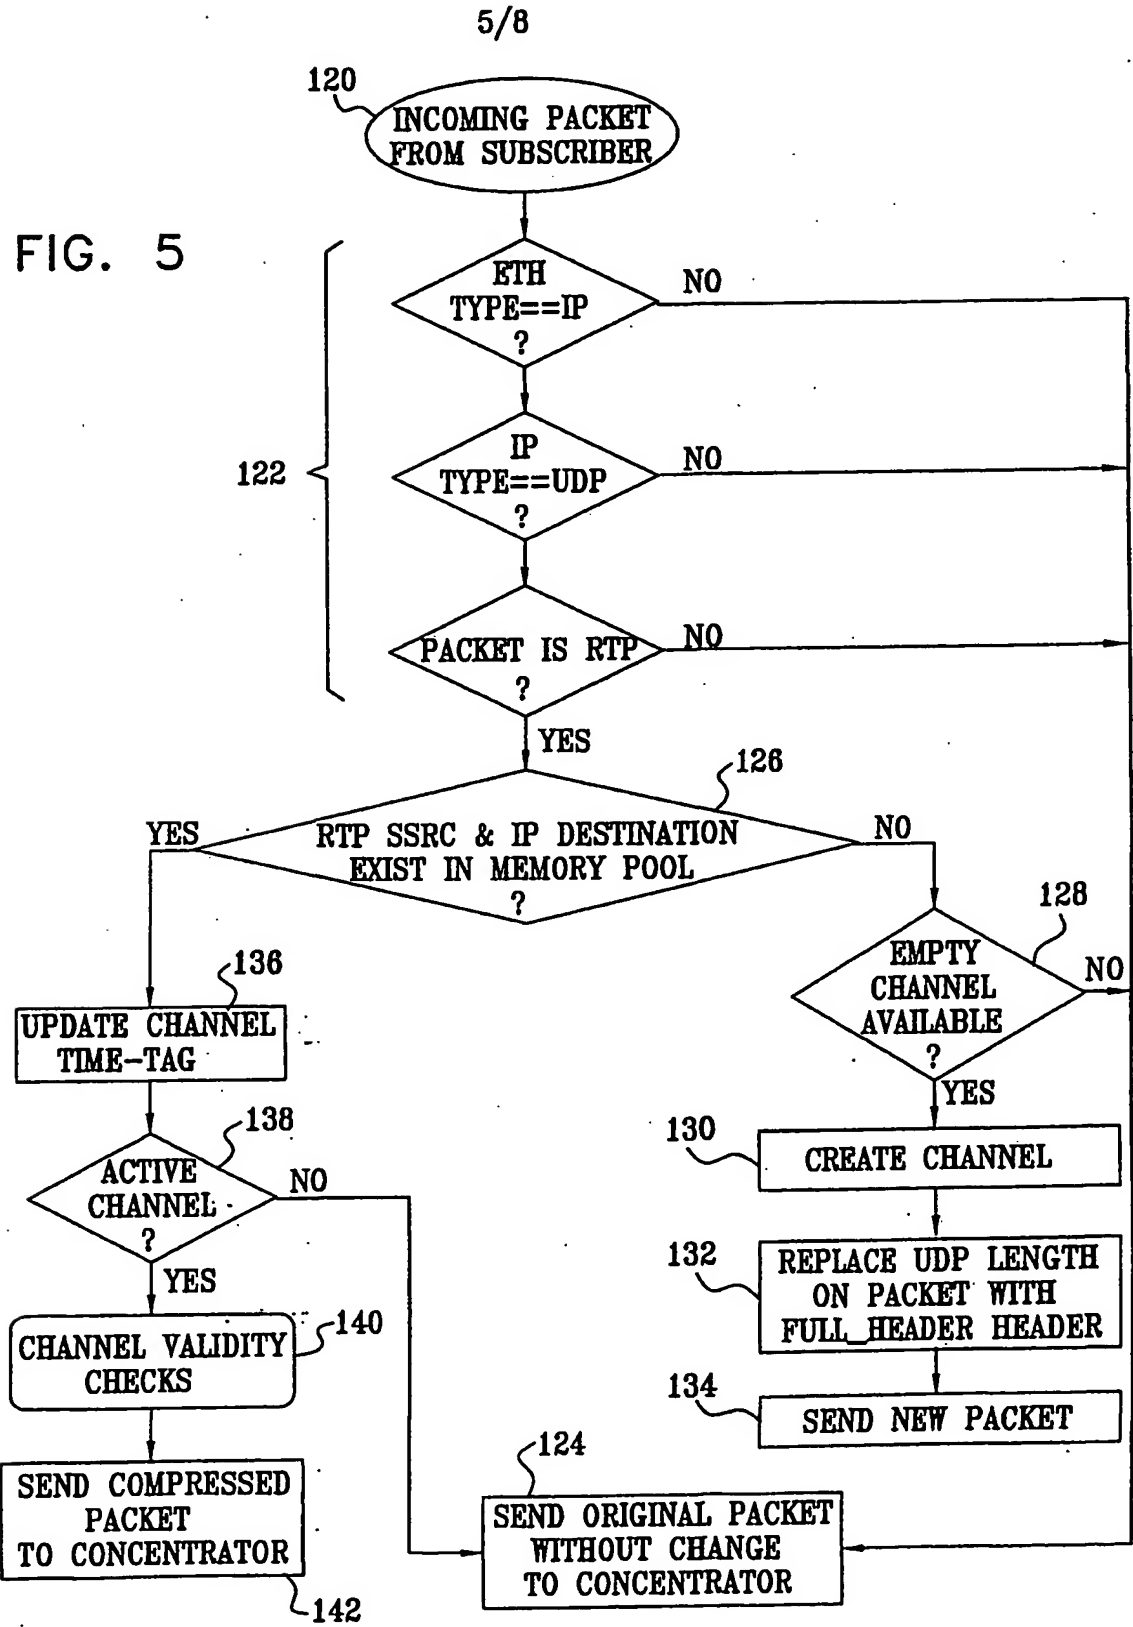 5/8
120
INCOMING PACKET
FROM SUBSCRIBER
FIG. 5
ETH
TYPE==IP
?
NO
122
IP
TYPE==UDP
?
NO
PACKET IS RTP
?
NO
YES
126
RTP SSRC & IP DESTINATION
EXIST IN MEMORY POOL
?
YES
NO
128
EMPTY
CHANNEL
AVAILABLE
?
NO
YES
136
UPDATE CHANNEL
TIME-TAG
138
ACTIVE
CHANNEL
?
NO
YES
130
CREATE CHANNEL
132
REPLACE UDP LENGTH
ON PACKET WITH
FULL_HEADER HEADER
140
CHANNEL VALIDITY
CHECKS
134
SEND NEW PACKET
124
SEND ORIGINAL PACKET
WITHOUT CHANGE
TO CONCENTRATOR
SEND COMPRESSED
PACKET
TO CONCENTRATOR
142